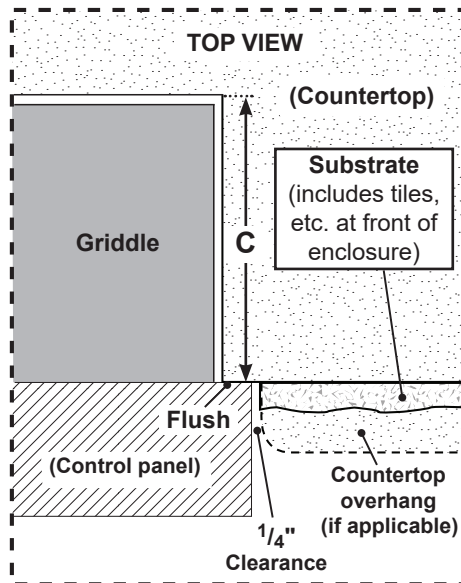 TOP VIEW
(Countertop)
Substrate
(includes tiles,
etc. at front of
enclosure)
Griddle
C
Flush
(Control panel)
Countertop
overhang
(if applicable)
1/4"
Clearance